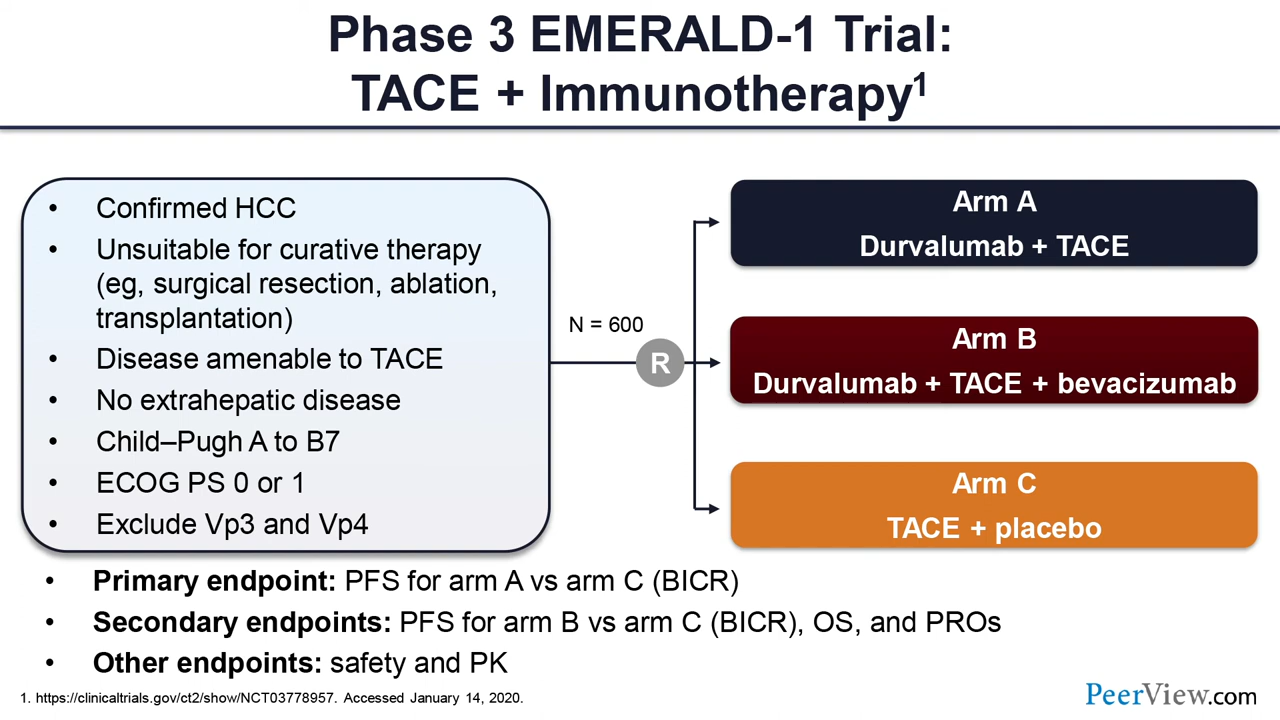 Phase 3 EMERALD-1 Trial:
TACE + Immunotherapy¹
• Confirmed HCC
• Unsuitable for curative therapy
(eg, surgical resection, ablation,
transplantation)
• Disease amenable to TACE
• No extrahepatic disease
• Child–Pugh A to B7
• ECOG PS 0 or 1
• Exclude Vp3 and Vp4
N = 600
R
Arm A
Durvalumab + TACE
Arm B
Durvalumab + TACE + bevacizumab
Arm C
TACE + placebo
• Primary endpoint: PFS for arm A vs arm C (BICR)
• Secondary endpoints: PFS for arm B vs arm C (BICR), OS, and PROs
• Other endpoints: safety and PK
1. https://clinicaltrials.gov/ct2/show/NCT03778957. Accessed January 14, 2020.
PeerView.com